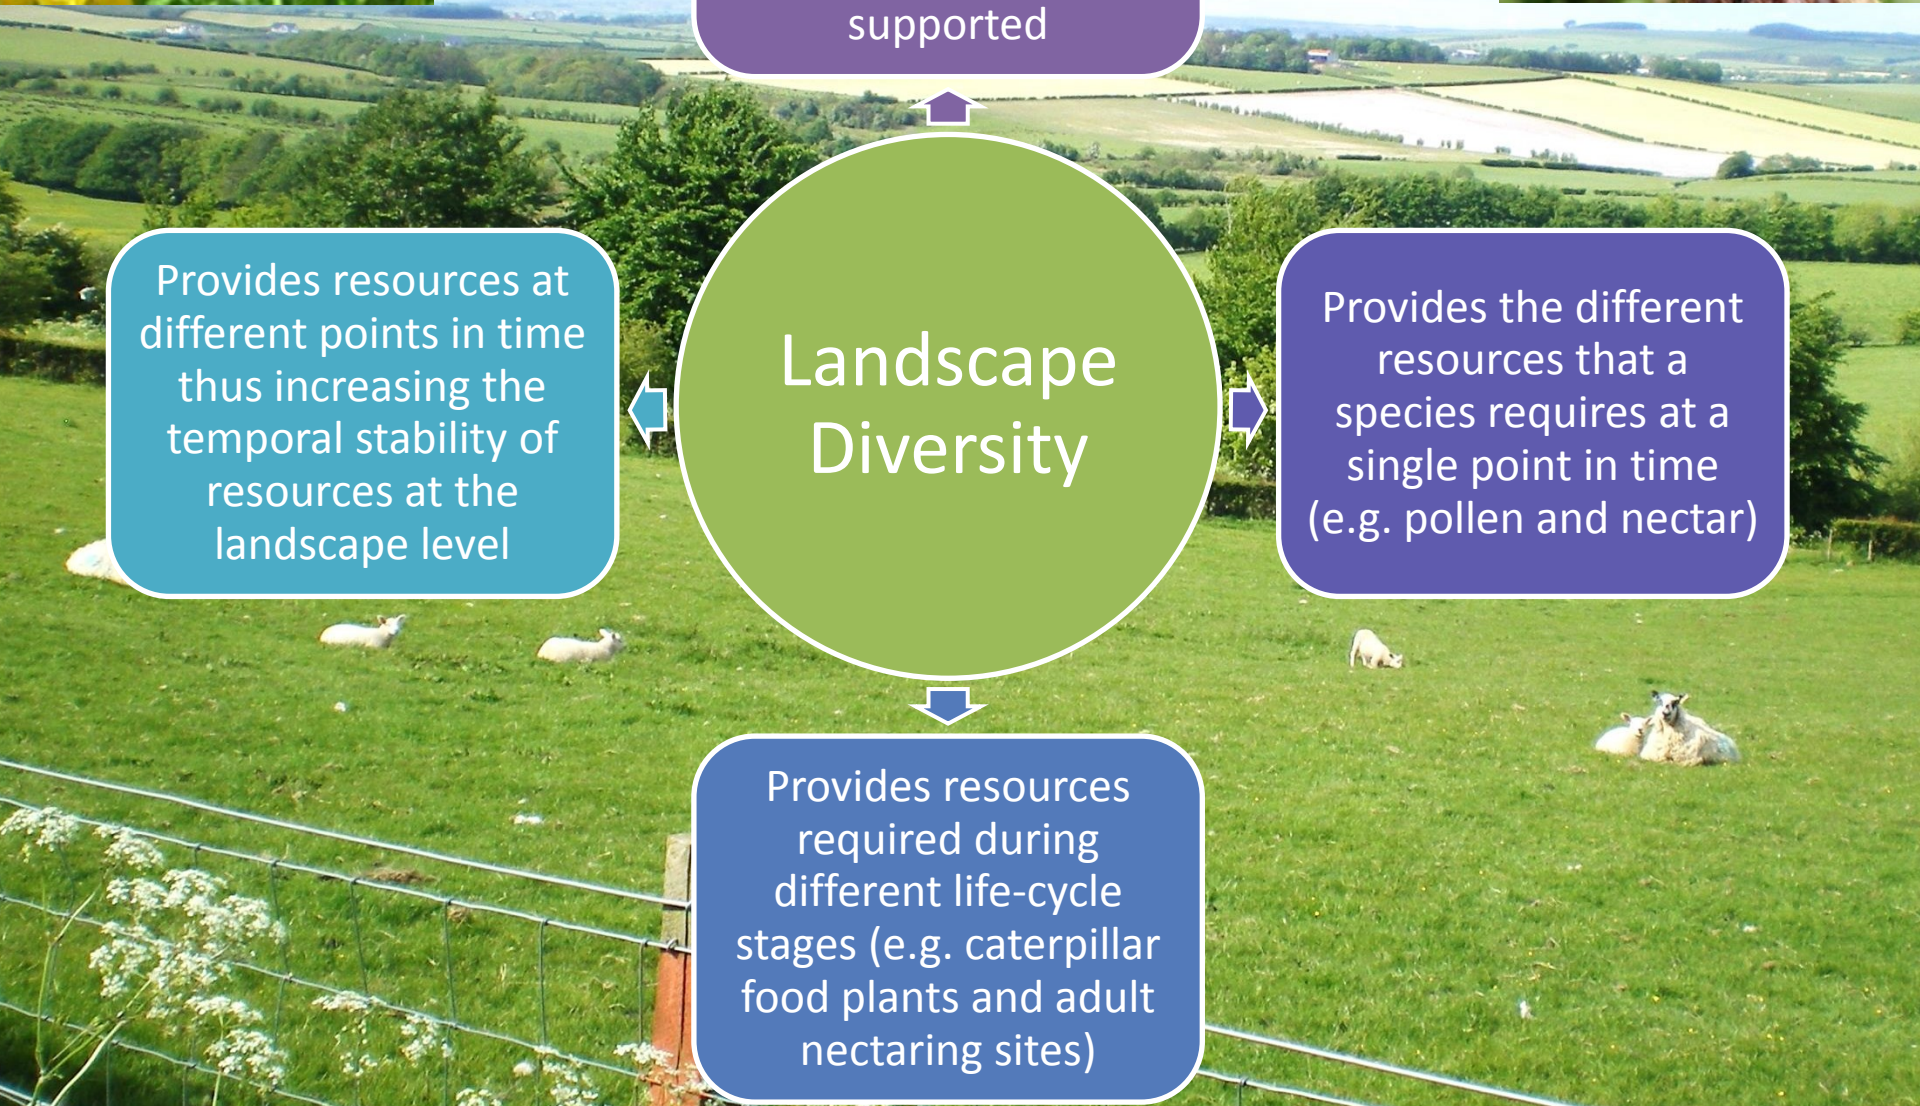 supported
Provides resources at
different points in time
thus increasing the
temporal stability of
resources at the
landscape level
Landscape
Diversity
Provides the different
resources that a
species requires at a
single point in time
(e.g. pollen and nectar)
Provides resources
required during
different life-cycle
stages (e.g. caterpillar
food plants and adult
nectaring sites)